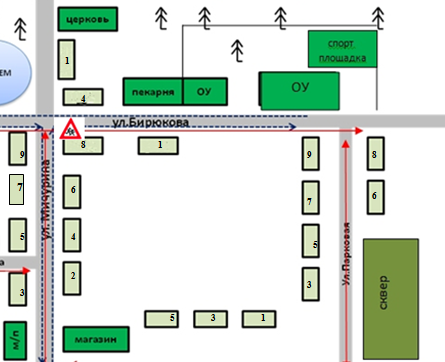 церковь
1
ЕМ
спорт
площадка
4
пекарня
ОУ
ОУ
ул.Бирюкова
9
8
1
9
8
7
6
7
6
ул.Мичурина
5
4
5
Ул.Парковая
а
3
2
3
сквер
5
3
1
м/п
магазин